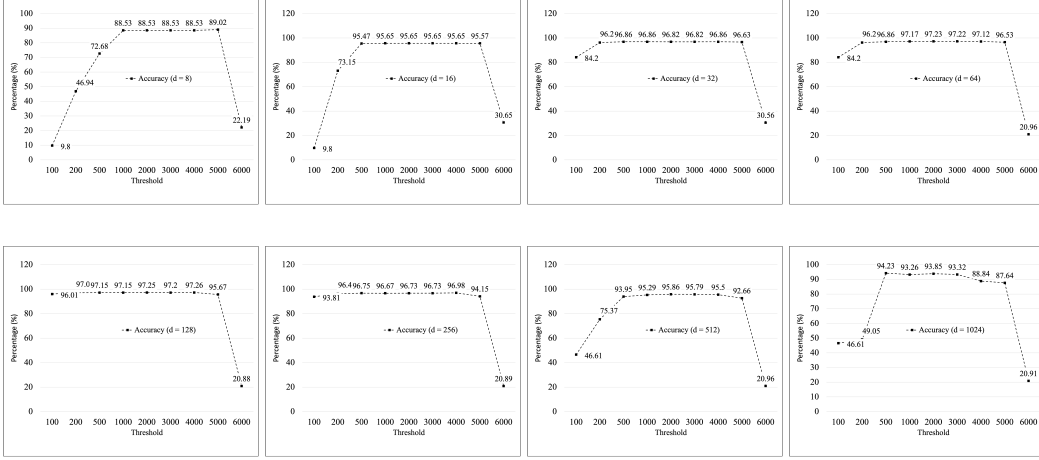 100
90
80
70
60
50
40
30
20
10
0
Percentage (%)
9.8
46.94
72.68
88.53 88.53 88.53 88.53 89.02
22.19
Accuracy (d = 8)
100 200 500 1000 2000 3000 4000 5000 6000
Threshold
120
100
80
60
40
20
0
Percentage (%)
9.8
73.15
95.47 95.65 95.65 95.65 95.65 95.57
30.65
Accuracy (d = 16)
100 200 500 1000 2000 3000 4000 5000 6000
Threshold
120
100
80
60
40
20
0
Percentage (%)
84.2
96.2 96.86 96.86 96.82 96.82 96.86 96.63
30.56
Accuracy (d = 32)
100 200 500 1000 2000 3000 4000 5000 6000
Threshold
120
100
80
60
40
20
0
Percentage (%)
84.2
96.2 96.86 97.17 97.23 97.22 97.12 96.53
20.96
Accuracy (d = 64)
100 200 500 1000 2000 3000 4000 5000 6000
Threshold
120
100
80
60
40
20
0
Percentage (%)
96.01
97.0 97.15 97.15 97.25 97.2 97.26 95.67
20.88
Accuracy (d = 128)
100 200 500 1000 2000 3000 4000 5000 6000
Threshold
120
100
80
60
40
20
0
Percentage (%)
93.81
96.4 96.75 96.67 96.73 96.73 96.98 94.15
20.89
Accuracy (d = 256)
100 200 500 1000 2000 3000 4000 5000 6000
Threshold
120
100
80
60
40
20
0
Percentage (%)
46.61
75.37
93.95 95.29 95.86 95.79 95.5 92.66
20.96
Accuracy (d = 512)
100 200 500 1000 2000 3000 4000 5000 6000
Threshold
100
90
80
70
60
50
40
30
20
10
0
Percentage (%)
46.61
49.05
94.23 93.26 93.85 93.32 88.84 87.64
20.91
Accuracy (d = 1024)
100 200 500 1000 2000 3000 4000 5000 6000
Threshold